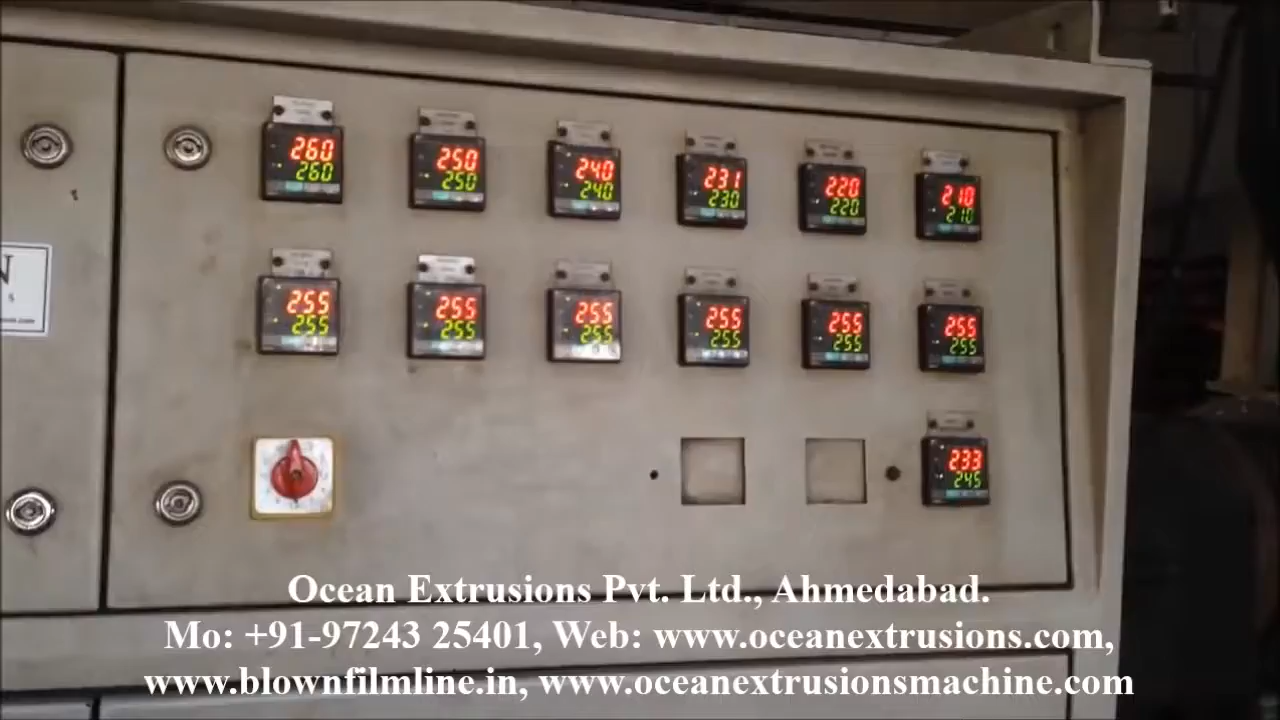 260 250 240 231 220 210
260 250 240 230 220 210
255 255 255 255 255 255
255 255 255 255 255 255
N
233
245
Ocean Extrusions Pvt. Ltd., Ahmedabad.
Mo: +91-97243 25401, Web: www.oceanextrusions.com,
www.blownfilmline.in, www.oceanextrusionsmachine.com